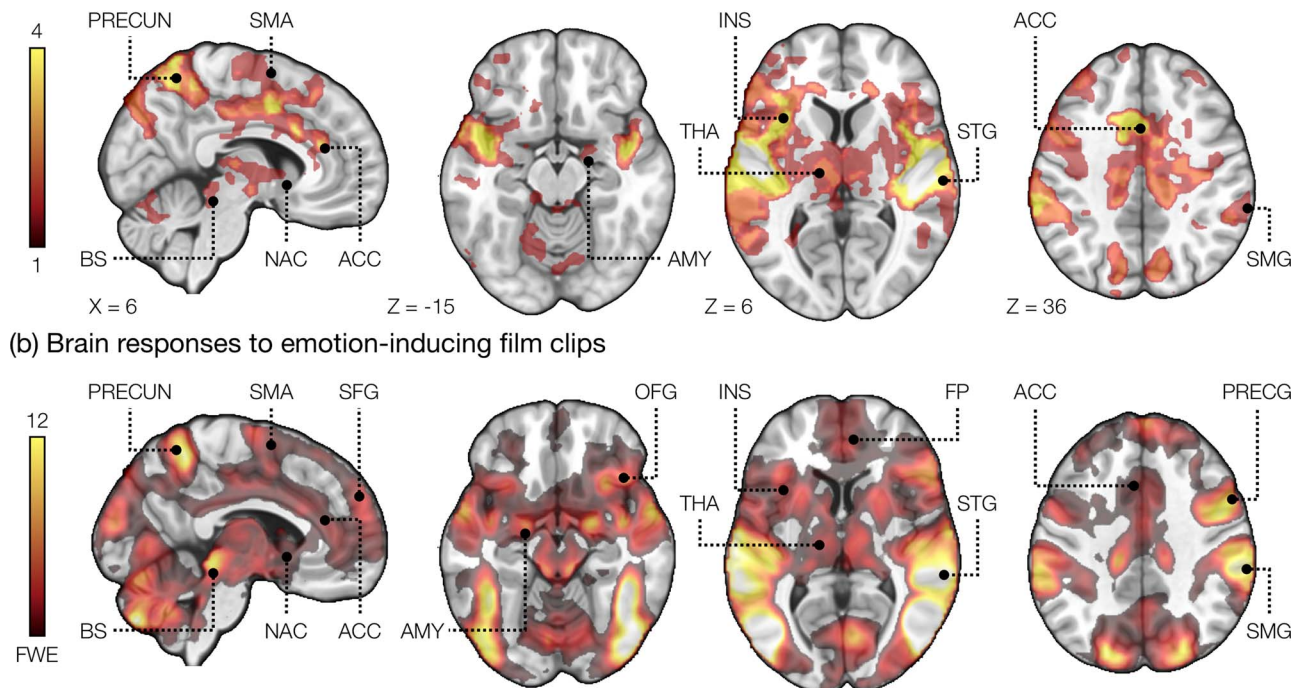 PRECUN SMA INS ACC
4
THA STG
1
BS NAC ACC AMY SMG
X = 6 Z = -15 Z = 6 Z = 36
(b) Brain responses to emotion-inducing film clips
PRECUN SMA SFG OFG INS FP ACC PRECG
12
THA STG
BS NAC ACC AMY SMG
FWE